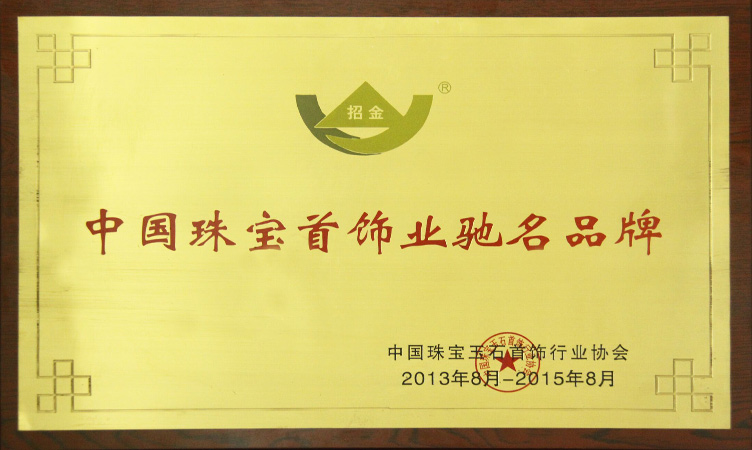 招金
®
中国珠宝首饰业驰名品牌
中国珠宝玉石首饰行业协会
2013年8月-2015年8月